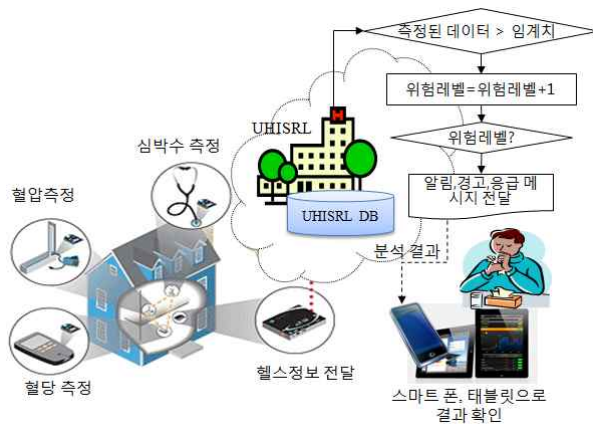 측정된 데이터 > 임계치
위험레벨=위험레벨+1
위험레벨?
알림,경고,응급 메
시지 전달
H
UHISRL
UHISRL DB
분석 결과
심박수 측정
혈압측정
혈당 측정
헬스정보 전달
스마트 폰, 태블릿으로
결과 확인